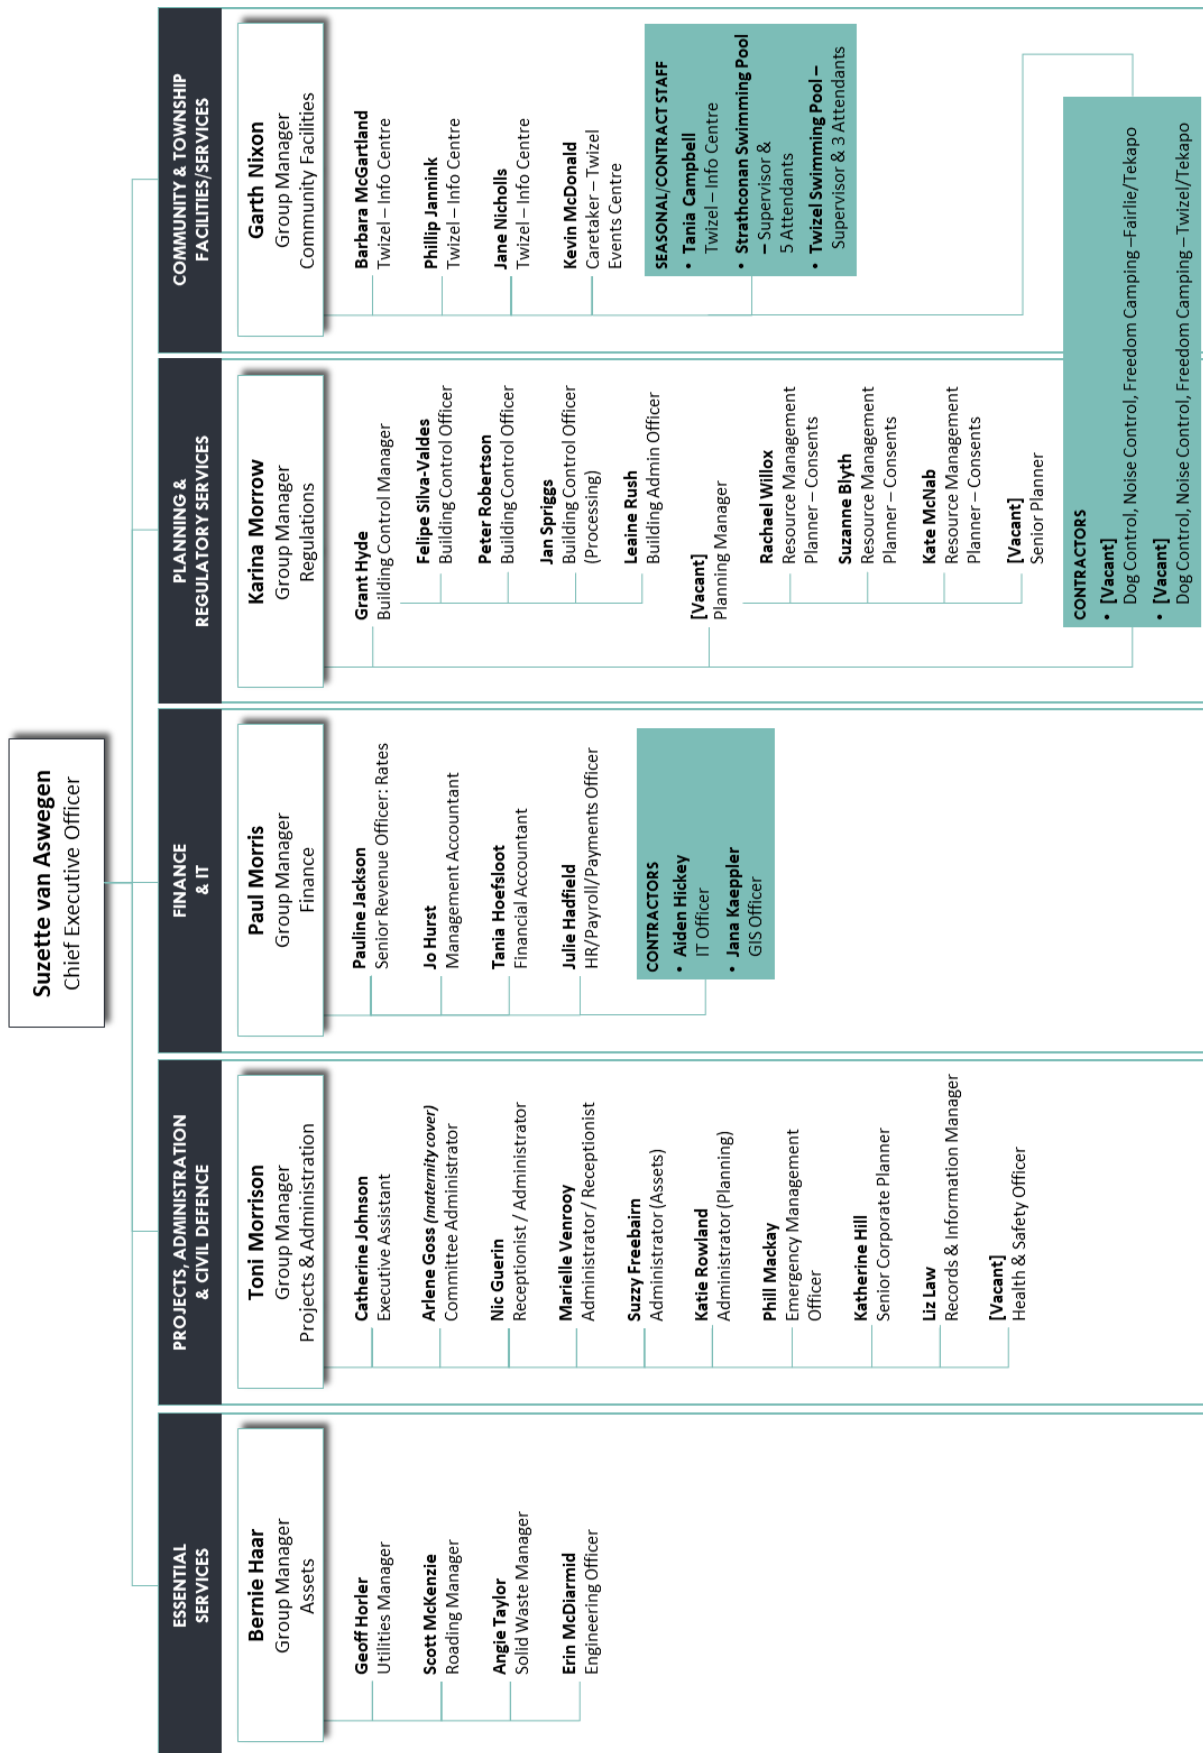 Suzette van Aswegen
Chief Executive Officer
ESSENTIAL
SERVICES
Bernie Haar
Group Manager
Assets
Geoff Horler
Utilities Manager
Scott McKenzie
Roading Manager
Angie Taylor
Solid Waste Manager
Erin McDiarmid
Engineering Officer
PROJECTS, ADMINISTRATION
& CIVIL DEFENCE
Toni Morrison
Group Manager
Projects & Administration
Catherine Johnson
Executive Assistant
Arlene Goss (maternity cover)
Committee Administrator
Nic Guerin
Receptionist / Administrator
Marielle Venrooy
Administrator / Receptionist
Suzzy Freebairn
Administrator (Assets)
Katie Rowland
Administrator (Planning)
Phill Mackay
Emergency Management
Officer
Katherine Hill
Senior Corporate Planner
Liz Law
Records & Information Manager
[Vacant]
Health & Safety Officer
FINANCE
& IT
Paul Morris
Group Manager
Finance
Pauline Jackson
Senior Revenue Officer: Rates
Jo Hurst
Management Accountant
Tania Hoefsloot
Financial Accountant
Julie Hadfield
HR/Payroll/Payments Officer
CONTRACTORS
• Aiden Hickey
IT Officer
• Jana Kaeppler
GIS Officer
PLANNING &
REGULATORY SERVICES
Karina Morrow
Group Manager
Regulations
Grant Hyde
Building Control Manager
Felipe Silva-Valdes
Building Control Officer
Peter Robertson
Building Control Officer
Jan Spriggs
Building Control Officer
(Processing)
Leaine Rush
Building Admin Officer
[Vacant]
Planning Manager
Rachael Willox
Resource Management
Planner – Consents
Suzanne Blyth
Resource Management
Planner – Consents
Kate McNab
Resource Management
Planner – Consents
[Vacant]
Senior Planner
COMMUNITY & TOWNSHIP
FACILITIES/SERVICES
Garth Nixon
Group Manager
Community Facilities
Barbara McGartland
Twizel – Info Centre
Phillip Jannink
Twizel – Info Centre
Jane Nicholls
Twizel – Info Centre
Kevin McDonald
Caretaker – Twizel
Events Centre
SEASONAL/CONTRACT STAFF
• Tania Campbell
Twizel – Info Centre
• Strathconan Swimming Pool
– Supervisor &
5 Attendants
• Twizel Swimming Pool –
Supervisor & 3 Attendants
CONTRACTORS
• [Vacant]
Dog Control, Noise Control, Freedom Camping –Fairlie/Tekapo
• [Vacant]
Dog Control, Noise Control, Freedom Camping –Twizel/Tekapo